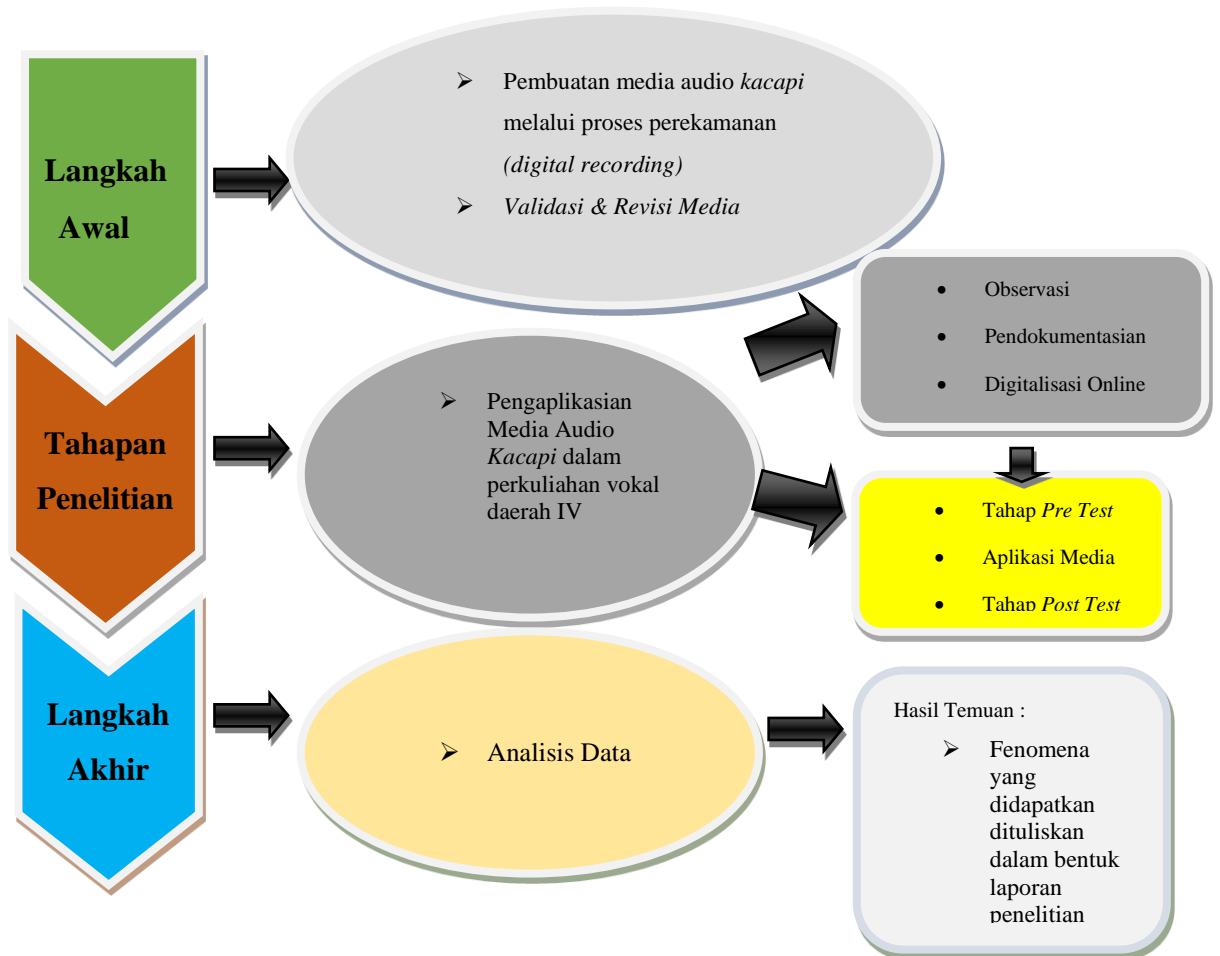 Langkah
Awal
➢ Pembuatan media audio kacapi
melalui proses perekamanan
(digital recording)
➢ Validasi & Revisi Media
Tahapan
Penelitian
➢ Pengaplikasian
Media Audio
Kacapi dalam
perkuliahan vokal
daerah IV
• Observasi
• Pendokumentasian
• Digitalisasi Online
• Tahap Pre Test
• Aplikasi Media
• Tahap Post Test
Langkah
Akhir
➢ Analisis Data
Hasil Temuan :
➢ Fenomena
yang
didapatkan
dituliskan
dalam bentuk
laporan
penelitian